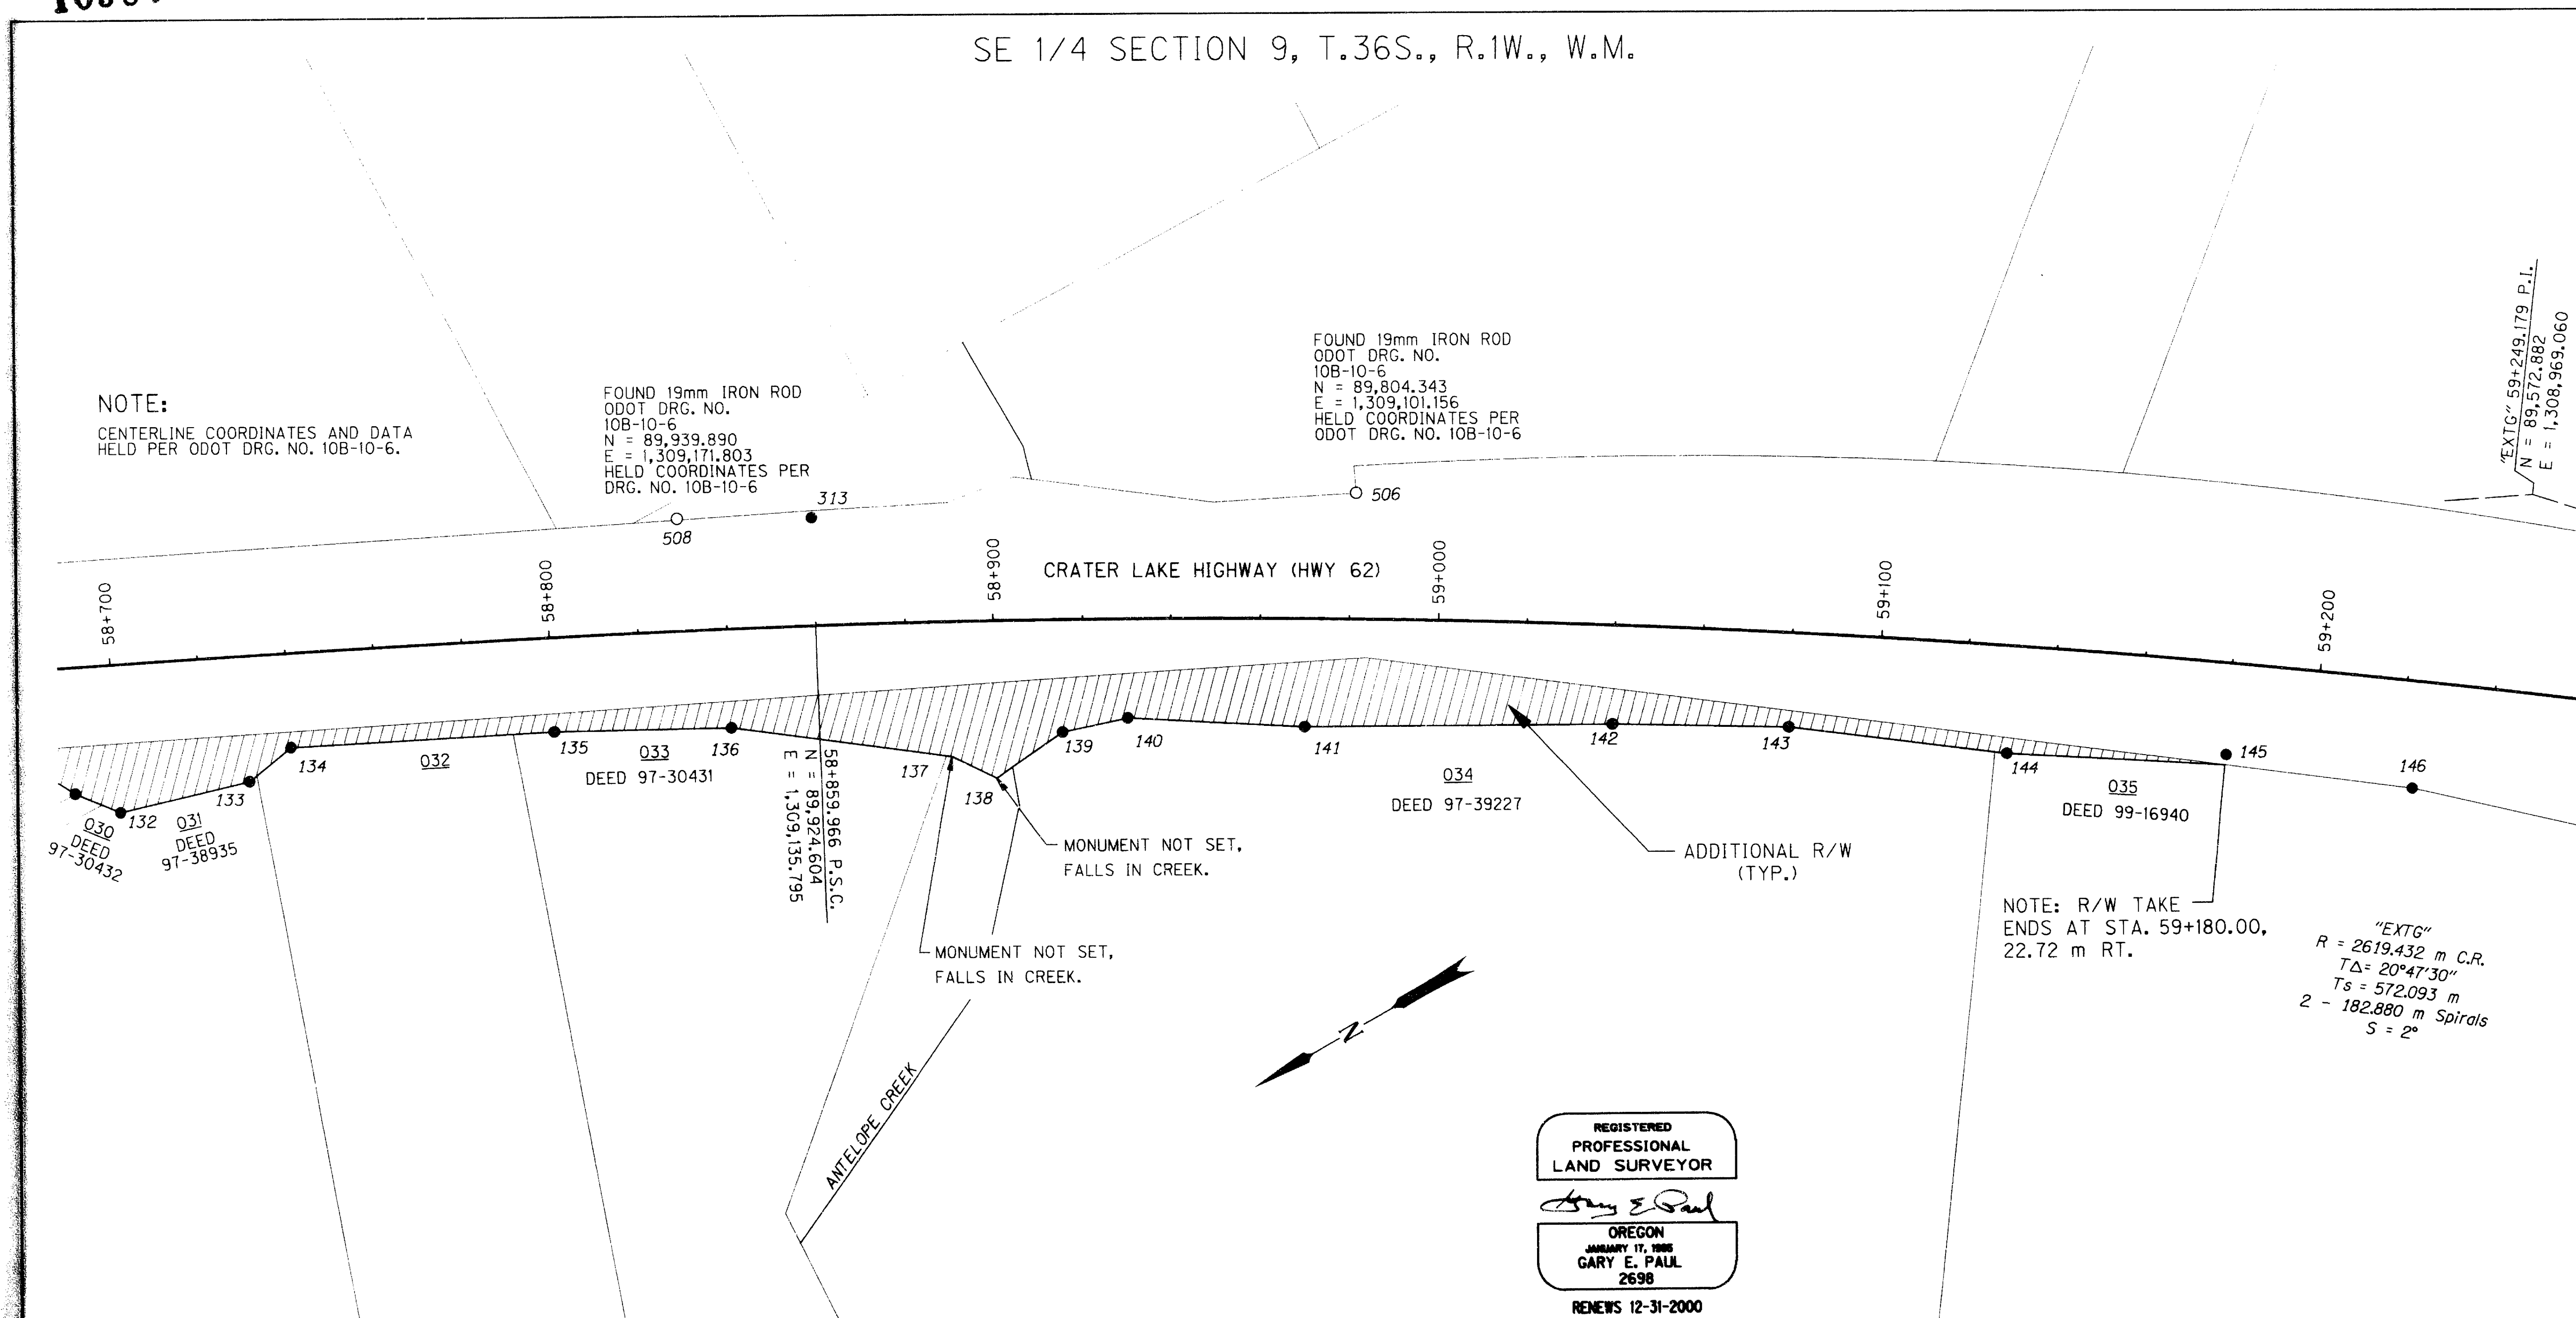 SE 1/4 SECTION 9, T.36S., R.1W., W.M.
NOTE:
CENTERLINE COORDINATES AND DATA
HELD PER ODOT DRG. NO. 10B-10-6.
FOUND 19mm IRON ROD
ODOT DRG. NO.
10B-10-6
N = 89,939.890
E = 1,309,171.803
HELD COORDINATES PER
DRG. NO. 10B-10-6
508
313
FOUND 19mm IRON ROD
ODOT DRG. NO.
10B-10-6
N = 89,804.343
E = 1,309,101.156
HELD COORDINATES PER
ODOT DRG. NO. 10B-10-6
506
"EXTG" 59+249.179 P.I.
N = 89,572.882
E = 1,308,969.060
58+700
58+800
58+900
CRATER LAKE HIGHWAY (HWY 62)
59+000
59+100
59+200
030
DEED
97-30432
132
031
DEED
97-38935
133
134
032
135
033
DEED 97-30431
136
58+859.966 P.S.C.
N = 89,924.604
E = 1,309,135.795
137
138
139
140
141
034
DEED 97-39227
142
143
144
035
DEED 99-16940
145
146
MONUMENT NOT SET,
FALLS IN CREEK.
MONUMENT NOT SET,
FALLS IN CREEK.
ADDITIONAL R/W
(TYP.)
NOTE: R/W TAKE
ENDS AT STA. 59+180.00,
22.72 m RT.
"EXTG"
R = 2619.432 m C.R.
T∆= 20°47'30"
Ts = 572.093 m
2 - 182.880 m Spirals
S = 2°
ANTELOPE CREEK
N
REGISTERED
PROFESSIONAL
LAND SURVEYOR
Gary E Paul
OREGON
JANUARY 17, 1995
GARY E. PAUL
2698
RENEWS 12-31-2000